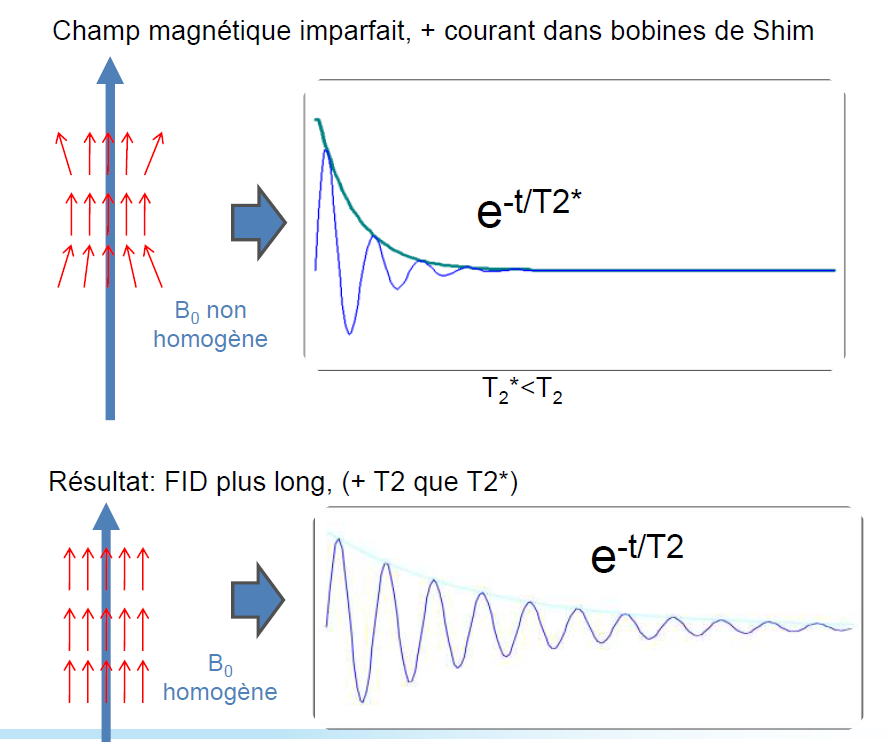 Champ magnétique imparfait, + courant dans bobines de Shim
e-t/T2*
B0 non
homogène
T2*<T2
Résultat: FID plus long, (+ T2 que T2*)
e-t/T2
B0
homogène